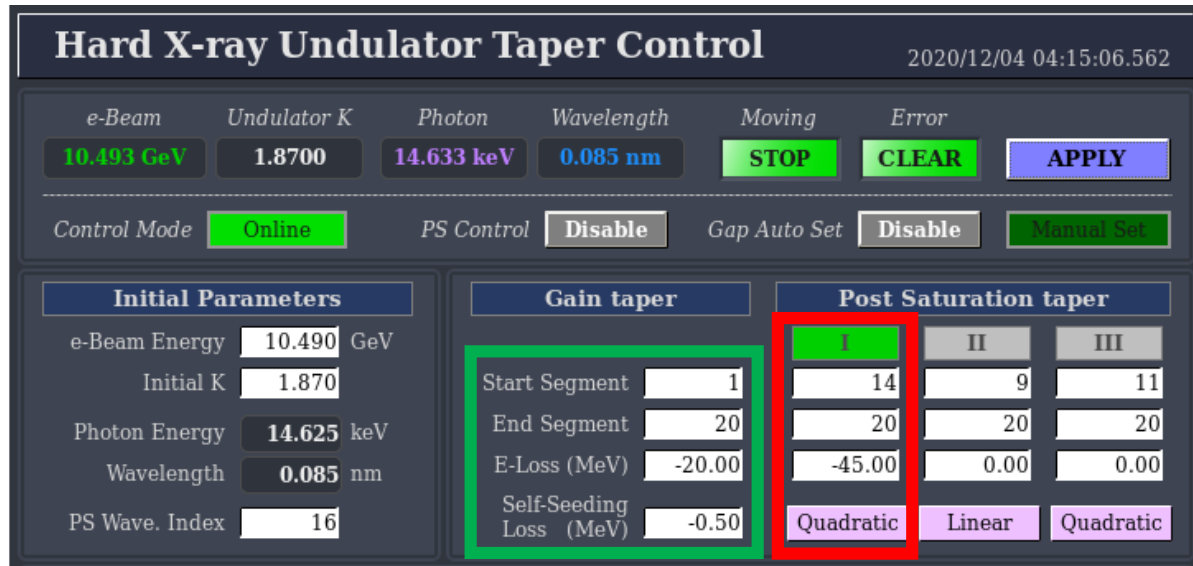 Hard X-ray Undulator Taper Control 2020/12/04 04:15:06.562
e-Beam Undulator K Photon Wavelength Moving Error
10.493 GeV 1.8700 14.633 keV 0.085 nm STOP CLEAR APPLY
Control Mode Online PS Control Disable Gap Auto Set Disable Manual Set
Initial Parameters
e-Beam Energy 10.490 GeV
Initial K 1.870
Photon Energy 14.625 keV
Wavelength 0.085 nm
PS Wave. Index 16
Gain taper Post Saturation taper
I II III
Start Segment 1 14 9 11
End Segment 20 20 20 20
E-Loss (MeV) -20.00 -45.00 0.00 0.00
Self-Seeding
Loss (MeV) -0.50 Quadratic Linear Quadratic